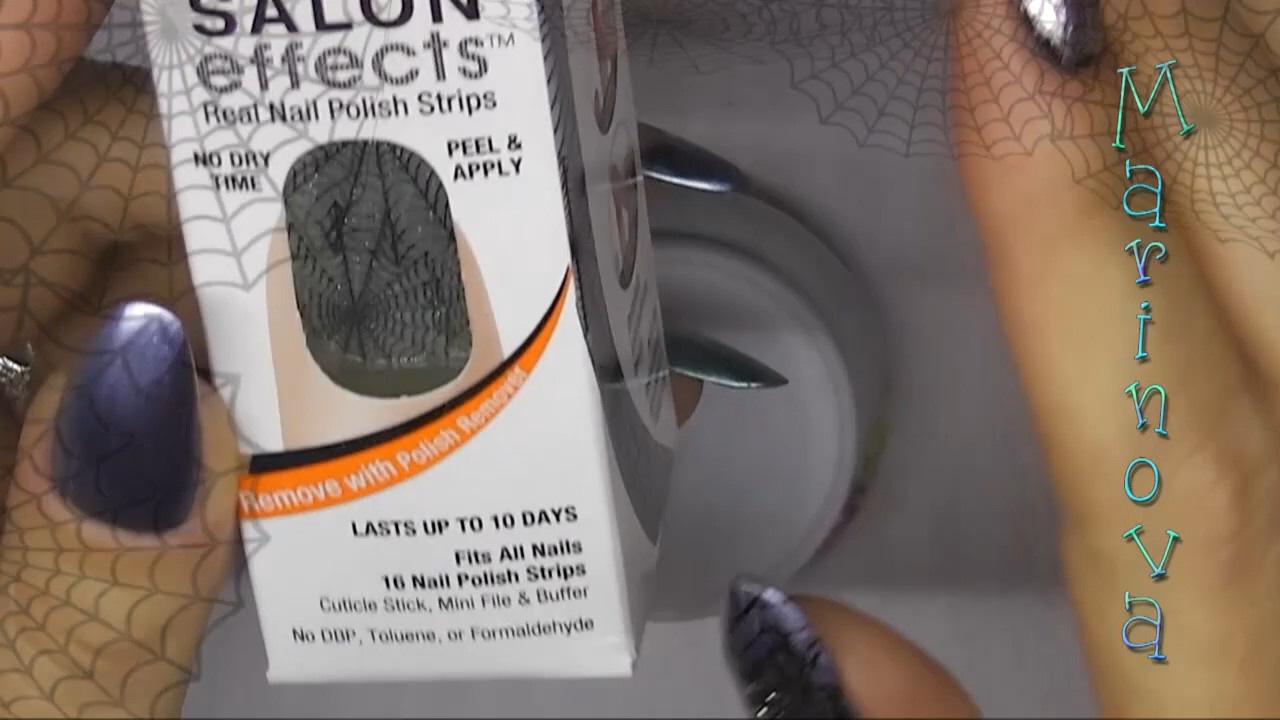 SALON
effects™
Real Nail Polish Strips
NO DRY
TIME
PEEL &
APPLY
Remove with Polish Remover
LASTS UP TO 10 DAYS
Fits All Nails
16 Nail Polish Strips
Cuticle Stick, Mini File & Buffer
No DBP, Toluene, or Formaldehyde
Marinova